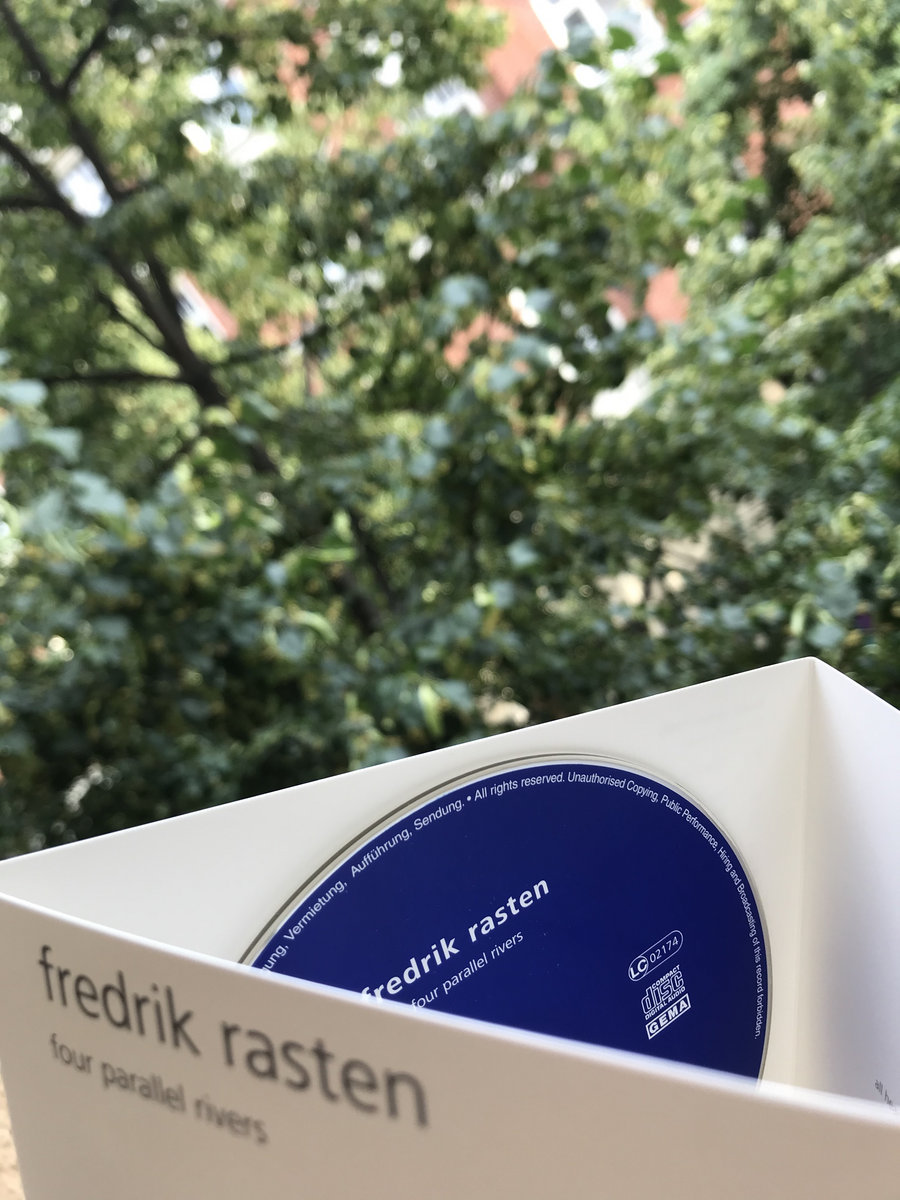 ung, Vermietung, Aufführung, Sendung. • All rights reserved. Unauthorised Copying, Public Performance, Hiring and Broadcasting of this record forbidden.
fredrik rasten
four parallel rivers
LC 02174
COMPACT
disc
DIGITAL AUDIO
GEMA
fredrik rasten
four parallel rivers